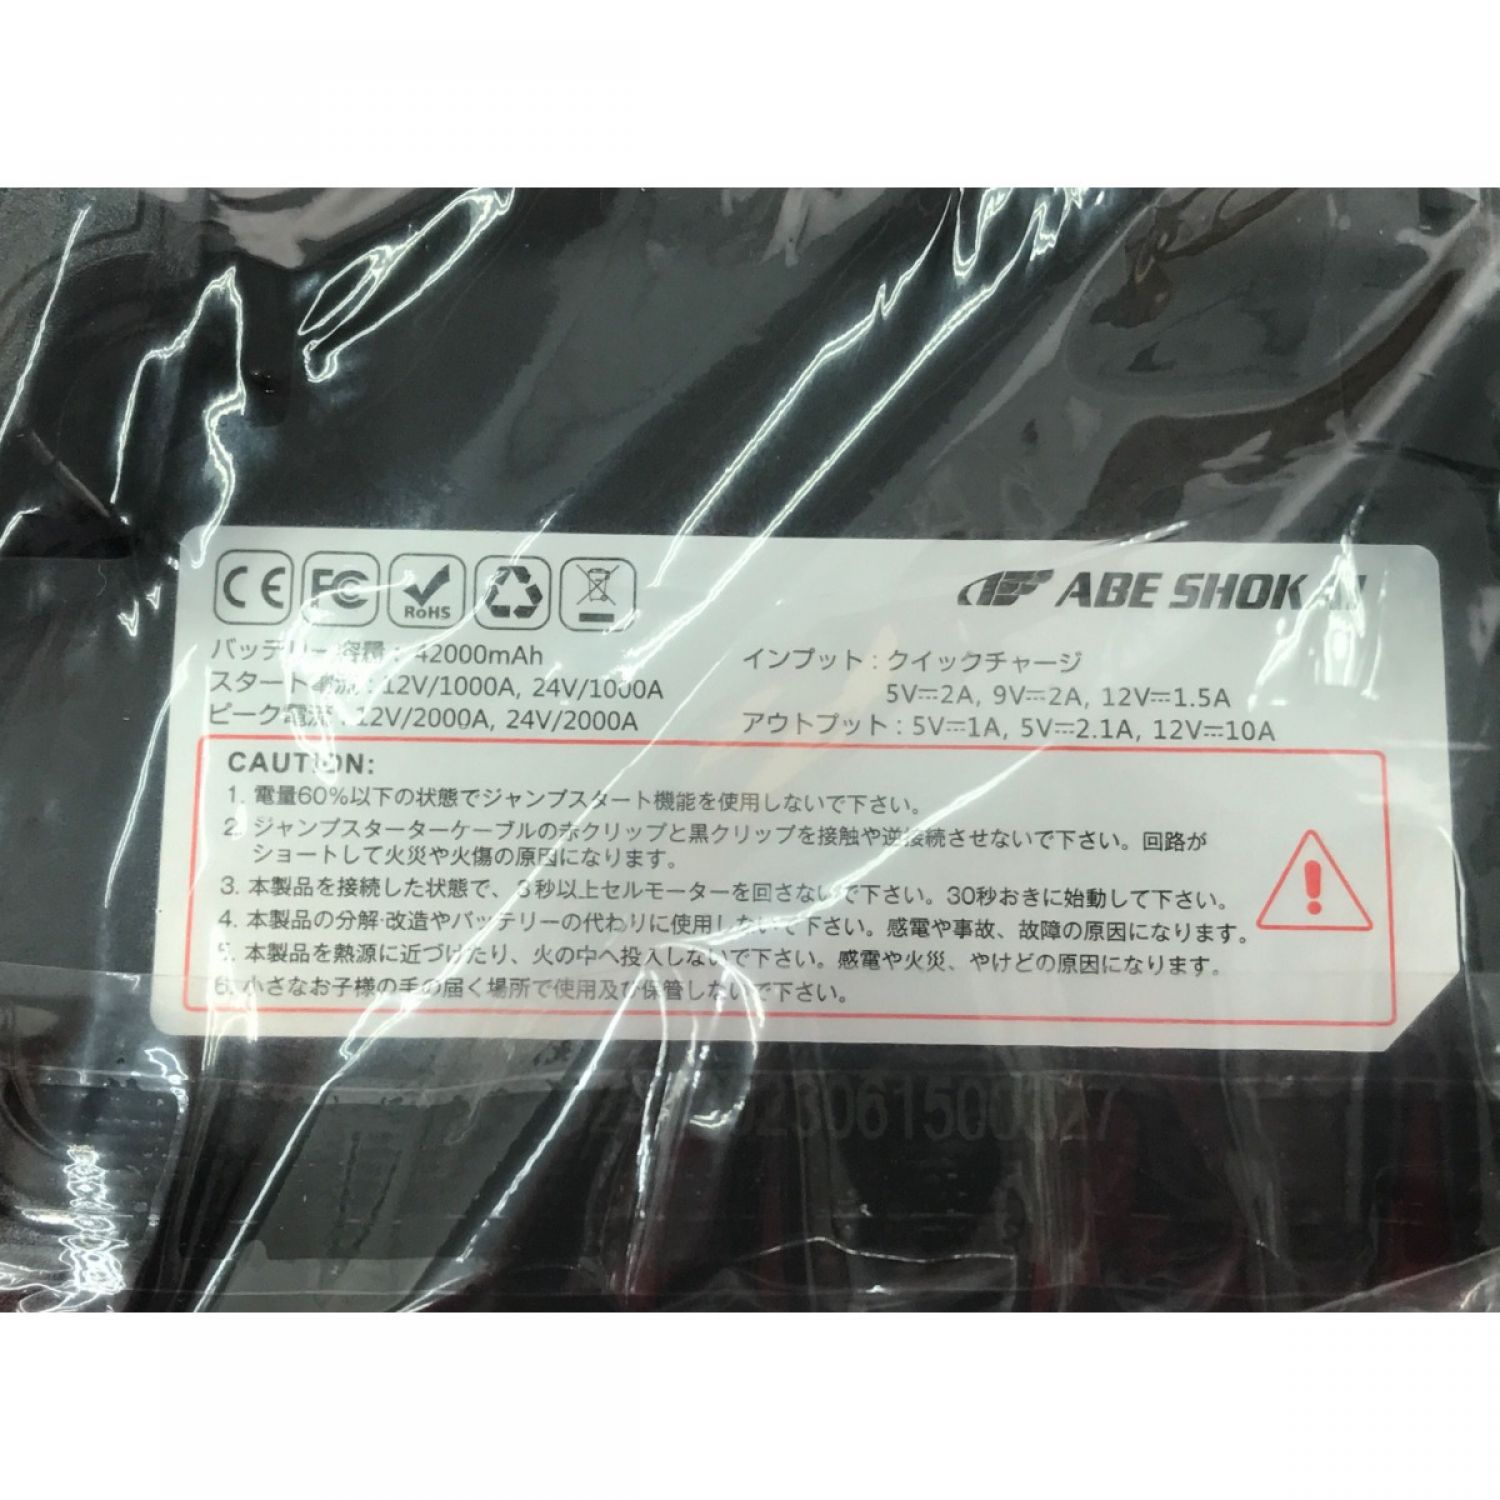 CE FC RoHS
ABE SHOKAI
バッテリー容量：42000mAh
スタート電流：12V/1000A, 24V/1000A
ピーク電流：12V/2000A, 24V/2000A
インプット：クイックチャージ
5V⎓2A, 9V⎓2A, 12V⎓1.5A
アウトプット：5V⎓1A, 5V⎓2.1A, 12V⎓10A
CAUTION:
1. 電量60%以下の状態でジャンプスタート機能を使用しないで下さい。
2. ジャンプスターターケーブルの赤クリップと黒クリップを接触や逆接続させないで下さい。回路が
ショートして火災や火傷の原因になります。
3. 本製品を接続した状態で、3秒以上セルモーターを回さないで下さい。30秒おきに始動して下さい。
4. 本製品の分解・改造やバッテリーの代わりに使用しないで下さい。感電や事故、故障の原因になります。
5. 本製品を熱源に近づけたり、火の中へ投入しないで下さい。感電や火災、やけどの原因になります。
6. 小さなお子様の手の届く場所で使用及び保管しないで下さい。